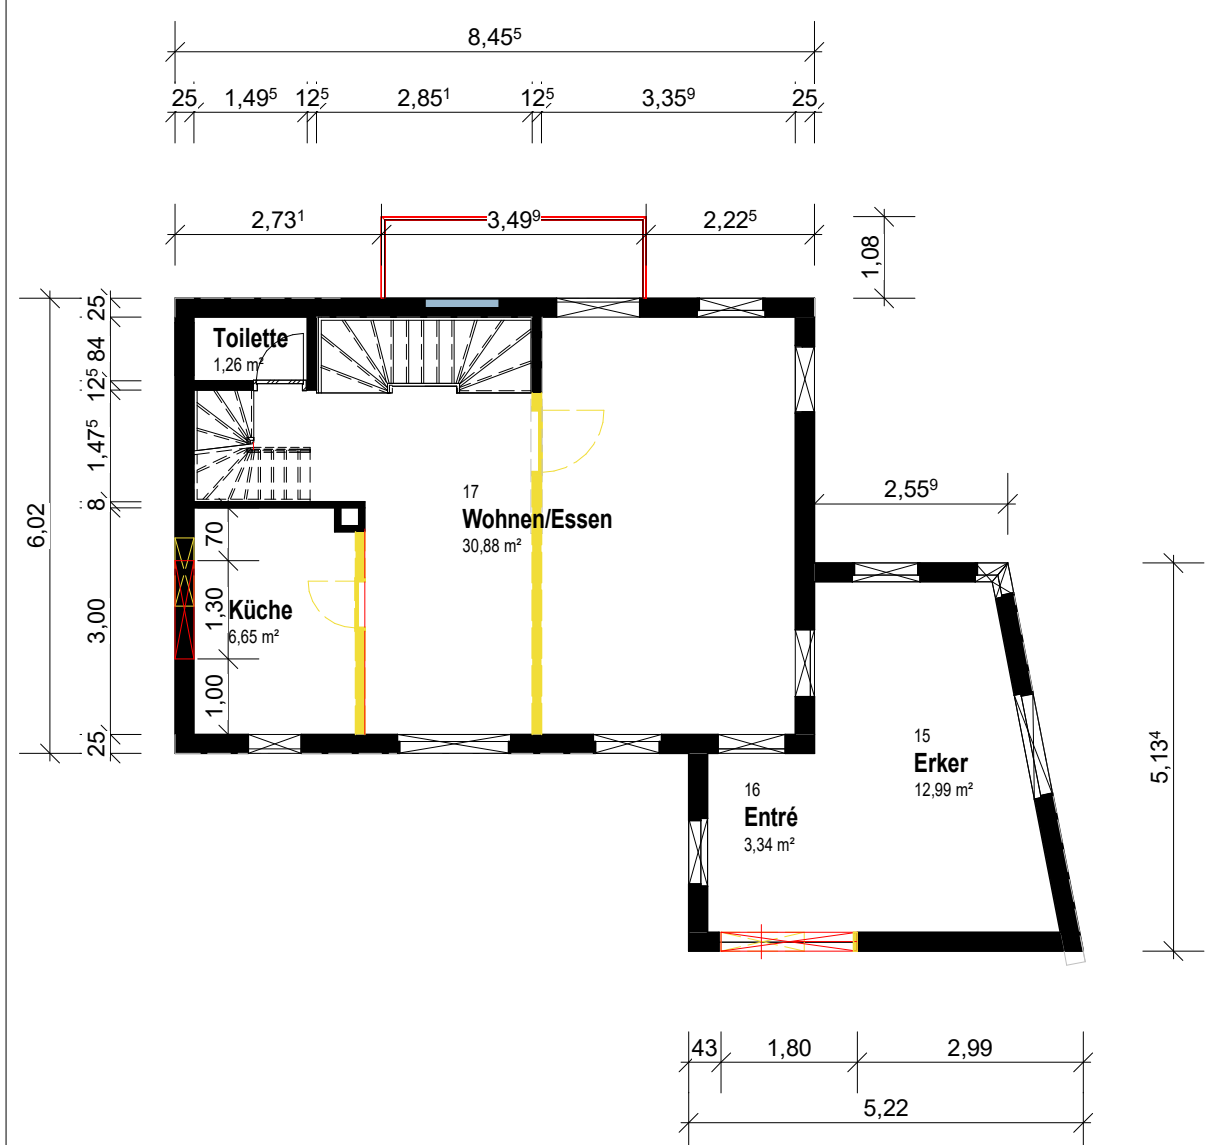 8,45⁵
25 1,49⁵ 12⁵ 2,85¹ 12⁵ 3,35⁹ 25
2,73¹ 3,49⁹ 2,22⁵
1,08
25
84
12⁵
1,47⁵
8
3,00
25
6,02
Toilette
1,26 m²
17
Wohnen/Essen
30,88 m²
70
1,30
1,00
Küche
6,65 m²
2,55⁹
15
Erker
12,99 m²
16
Entré
3,34 m²
5,13⁴
43 1,80 2,99
5,22